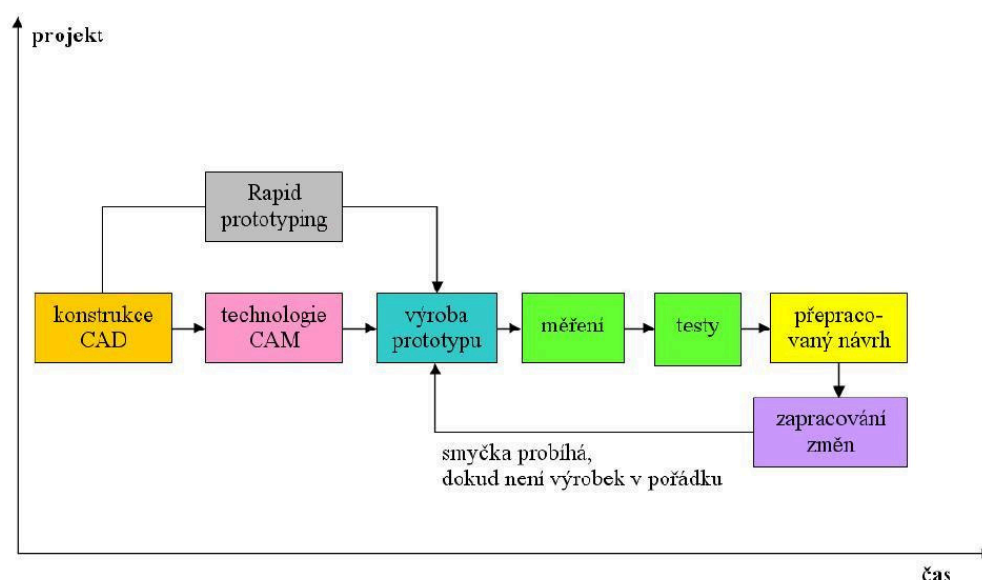 projekt
Rapid
prototyping
konstrukce
CAD
technologie
CAM
výroba
prototypu
měření
testy
přepraco-
vaný návrh
zapracování
změn
smyčka probíhá,
dokud není výrobek v pořádku
čas